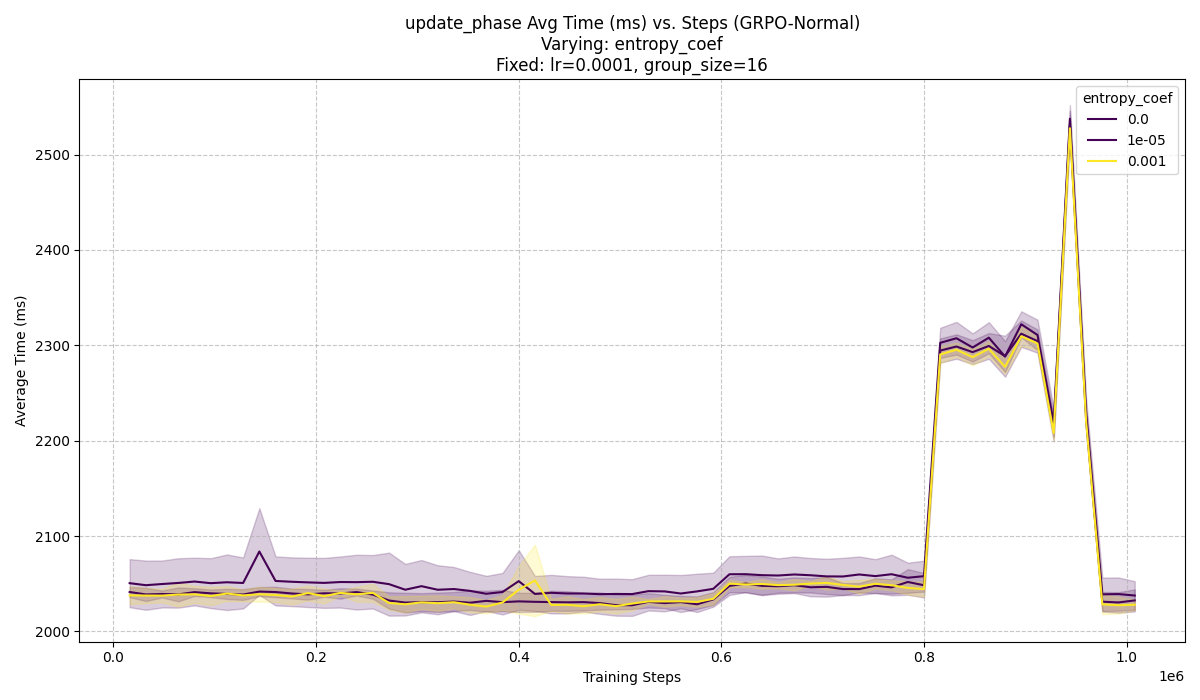 update_phase Avg Time (ms) vs. Steps (GRPO-Normal)
Varying: entropy_coef
Fixed: lr=0.0001, group_size=16
entropy_coef
0.0
1e-05
0.001
Average Time (ms)
2500
2400
2300
2200
2100
2000
0.0 0.2 0.4 0.6 0.8 1.0
1e6
Training Steps